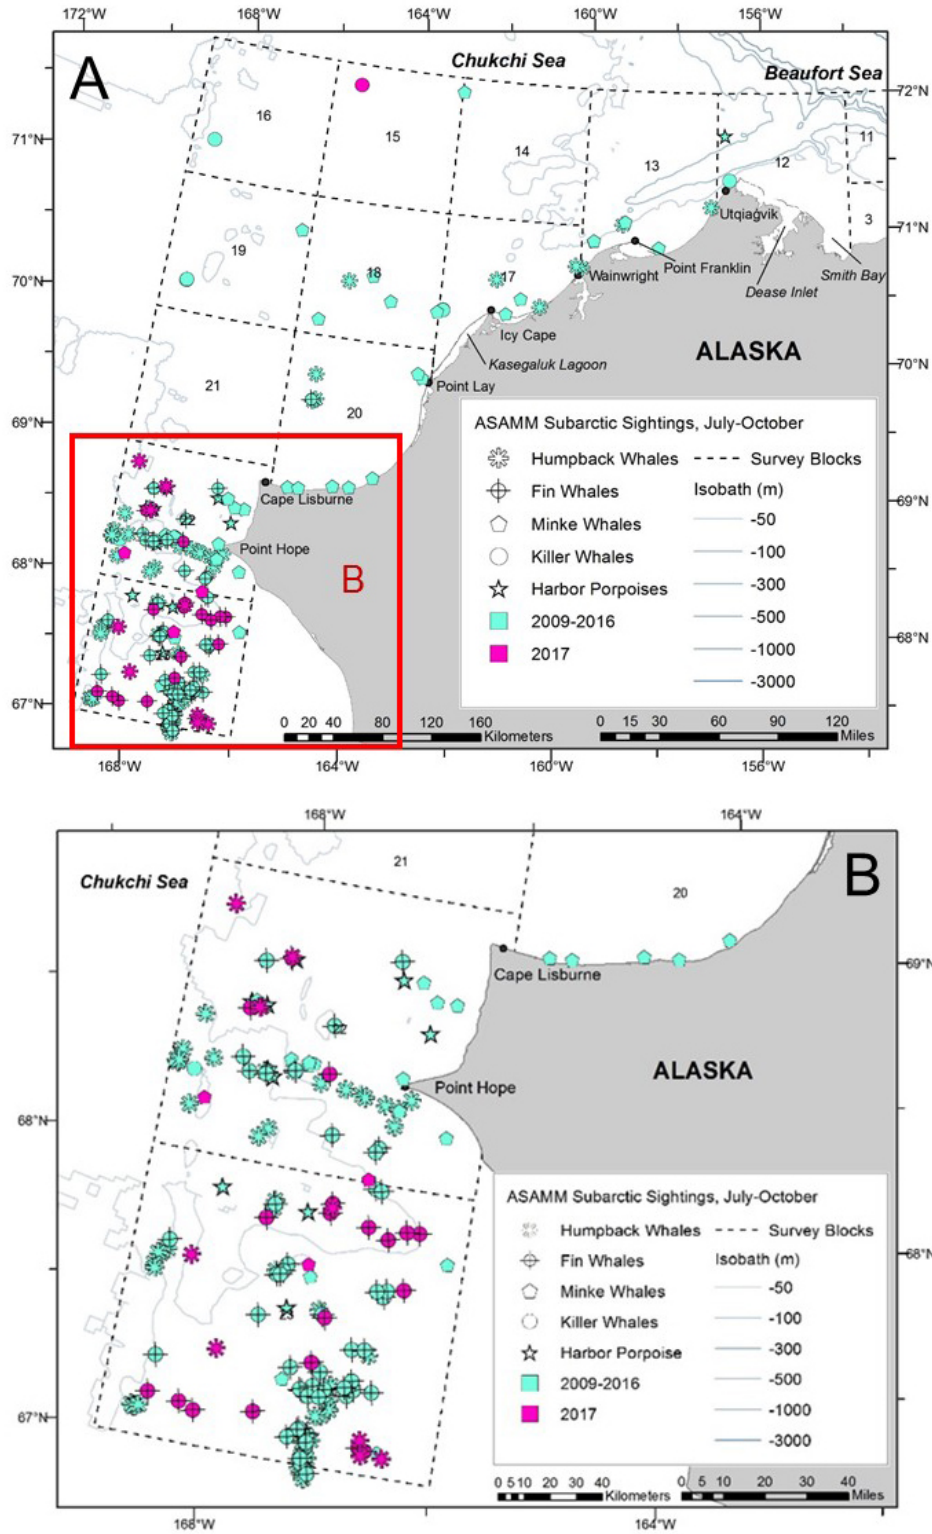 172°W 168°W 164°W 160°W 156°W
A
Chukchi Sea
Beaufort Sea
72°N
71°N
16
15
14
13
12
11
3
Utqiaġvik
71°N
19
18
17
Wainwright
Point Franklin
Smith Bay
Dease Inlet
70°N
Icy Cape
ALASKA
Kasegaluk Lagoon
70°N
21
20
Point Lay
69°N
ASAMM Subarctic Sightings, July-October
Humpback Whales
Survey Blocks
Fin Whales
Isobath (m)
Minke Whales
-50
Killer Whales
-100
Harbor Porpoises
-300
2009-2016
-500
2017
-1000
-3000
69°N
Cape Lisburne
22
Point Hope
68°N
B
68°N
23
67°N
0 20 40 80 120 160
Kilometers
0 15 30 60 90 120
Miles
168°W 164°W 160°W 156°W
168°W 164°W
Chukchi Sea
21
20
B
Cape Lisburne
69°N
22
ALASKA
Point Hope
68°N
ASAMM Subarctic Sightings, July-October
Humpback Whales
Survey Blocks
Fin Whales
Isobath (m)
Minke Whales
-50
Killer Whales
-100
Harbor Porpoise
-300
2009-2016
-500
2017
-1000
-3000
68°N
23
67°N
0 5 10 20 30 40
Kilometers
0 5 10 20 30 40
Miles
168°W 164°W